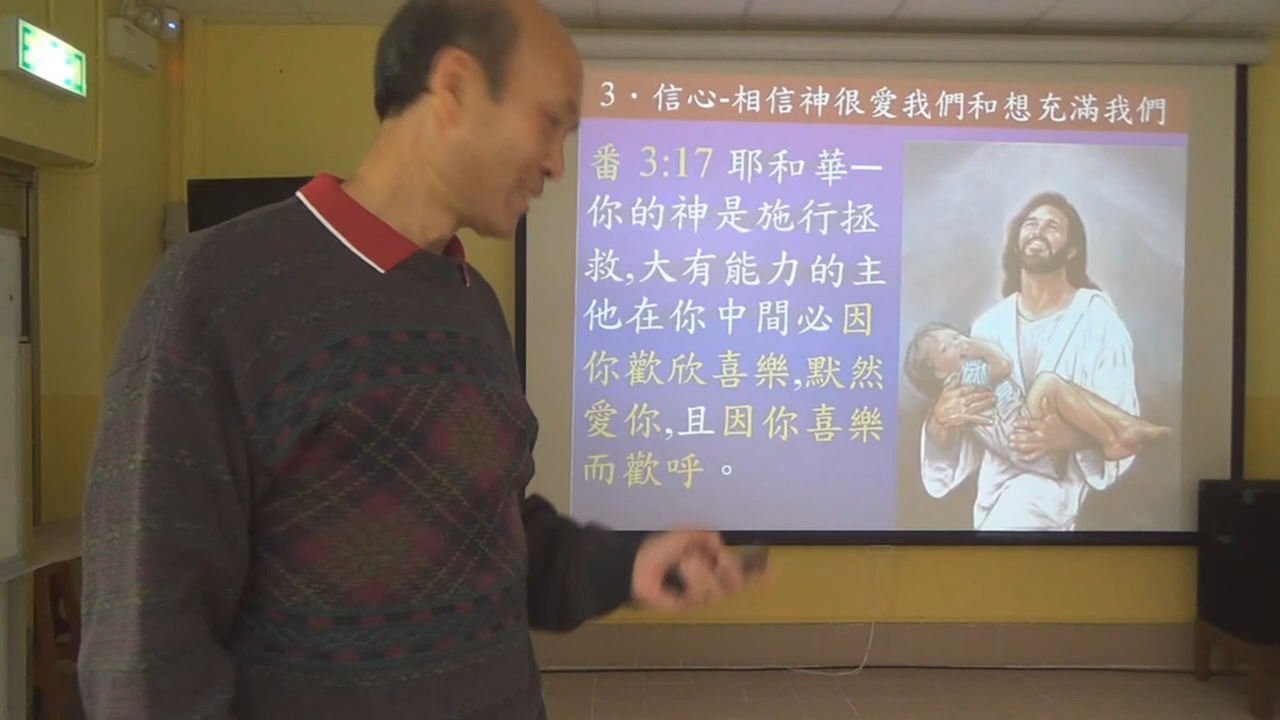 3．信心-相信神很愛我們和想充滿我們
番 3:17 耶和華—
你的神是施行拯
救,大有能力的主
他在你中間必因
你歡欣喜樂,默然
愛你,且因你喜樂
而歡呼。